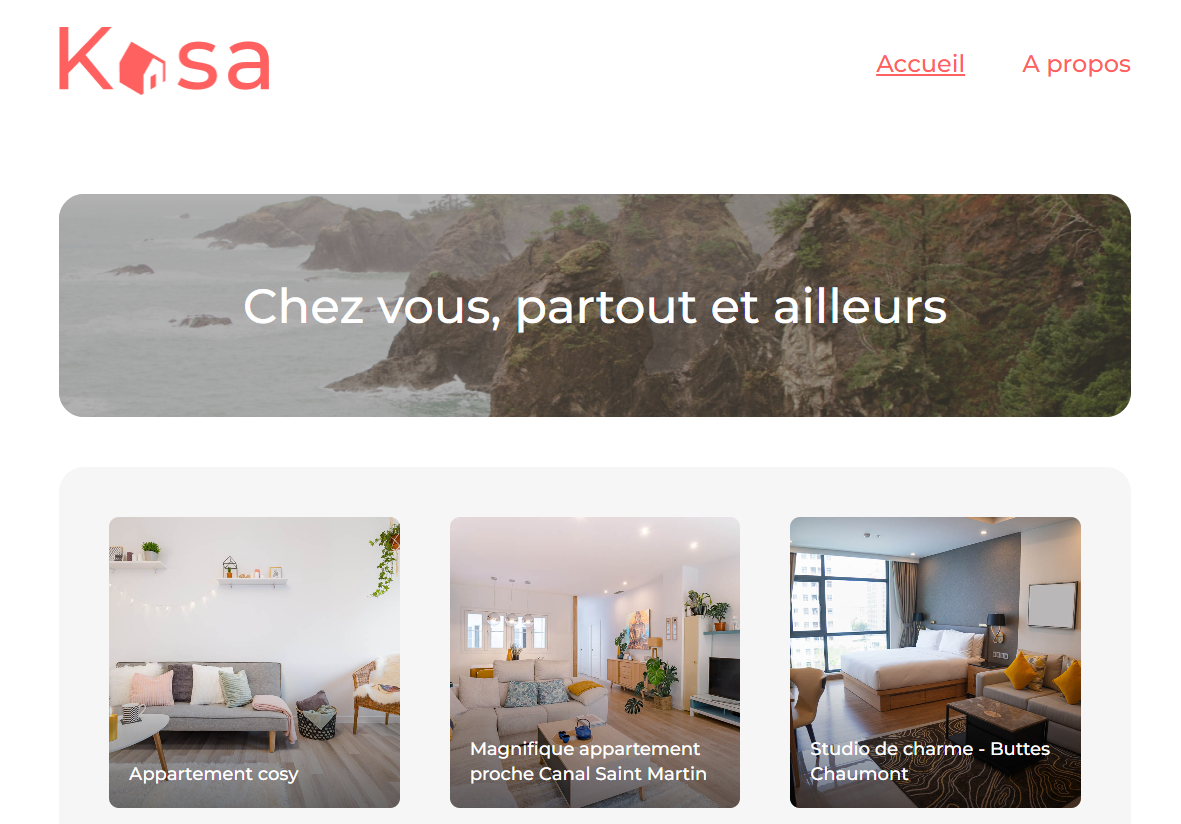 Kasa
Accueil
A propos
Chez vous, partout et ailleurs
Appartement cosy
Magnifique appartement
proche Canal Saint Martin
Studio de charme - Buttes
Chaumont